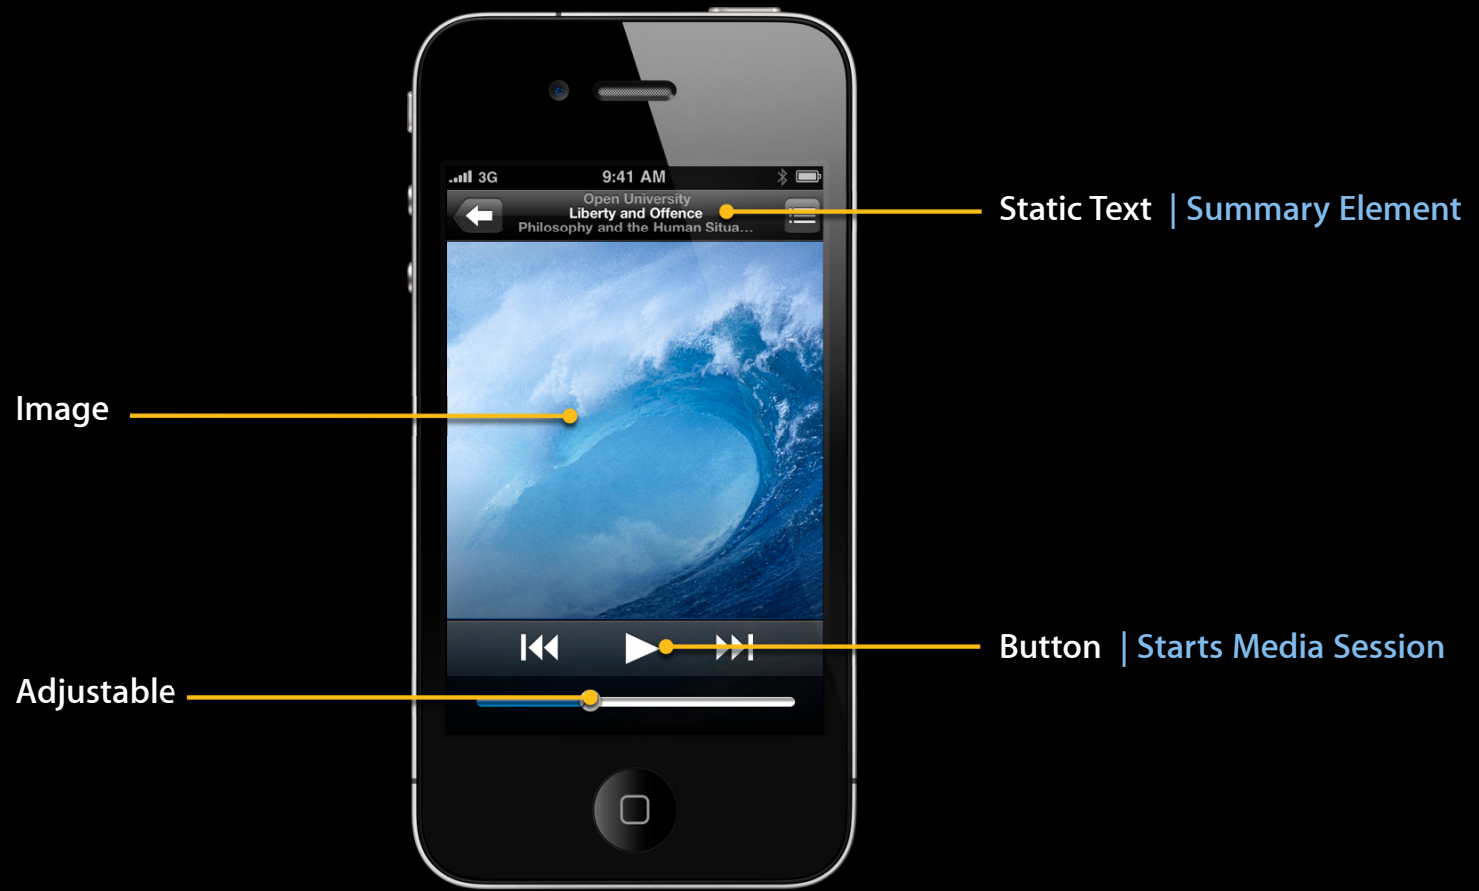 3G 9:41 AM
Open University
Liberty and Offence
Philosophy and the Human Situa...
Static Text | Summary Element
Image
Button | Starts Media Session
Adjustable